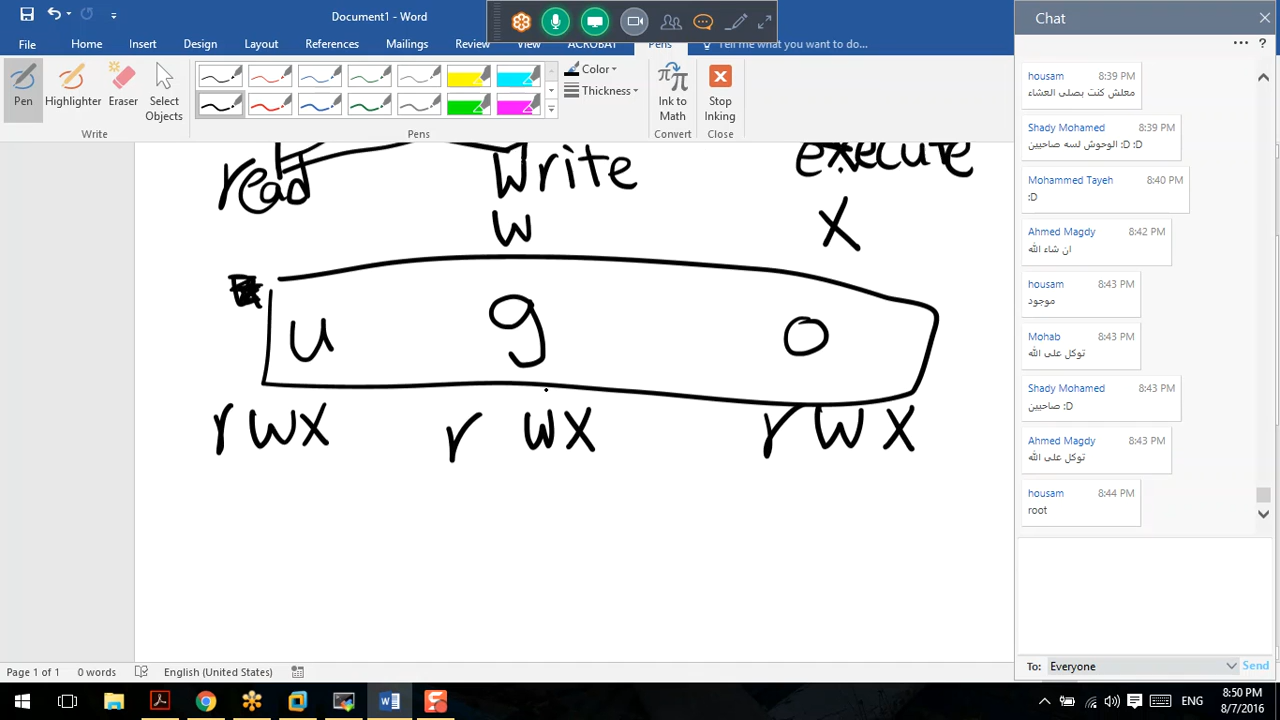 Document1 - Word
Chat
File Home Insert Design Layout References Mailings Review View ACROBAT Pens Tell me what you want to do...
Pen Highlighter Eraser Select Objects
Color
Thickness
Ink to Math
Stop Inking
Write Pens Convert Close
read Write execute
w X
u g o
r w x r w x r w x
housam 8:39 PM
معلش كنت بصلى العشاء
Shady Mohamed 8:39 PM
الوحوش لسه صاحيين :D :D
Mohammed Tayeh 8:40 PM
:D
Ahmed Magdy 8:42 PM
ان شاء الله
housam 8:43 PM
موجود
Mohab 8:43 PM
توكل على الله
Shady Mohamed 8:43 PM
صاحيين :D
Ahmed Magdy 8:43 PM
توكل على الله
housam 8:44 PM
root
To: Everyone Send
Page 1 of 1 0 words English (United States)
ENG 8:50 PM
8/7/2016